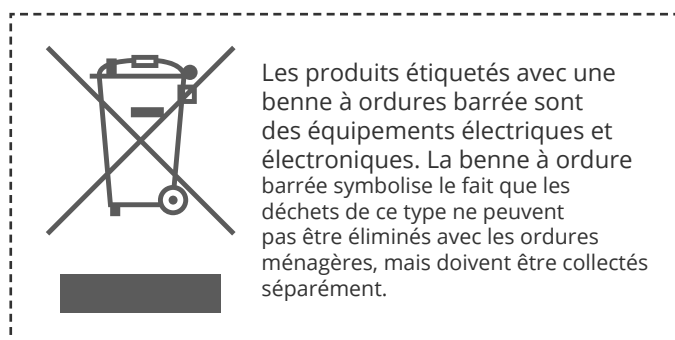 Les produits étiquetés avec une
benne à ordures barrée sont
des équipements électriques et
électroniques. La benne à ordure
barrée symbolise le fait que les
déchets de ce type ne peuvent
pas être éliminés avec les ordures
ménagères, mais doivent être collectés
séparément.